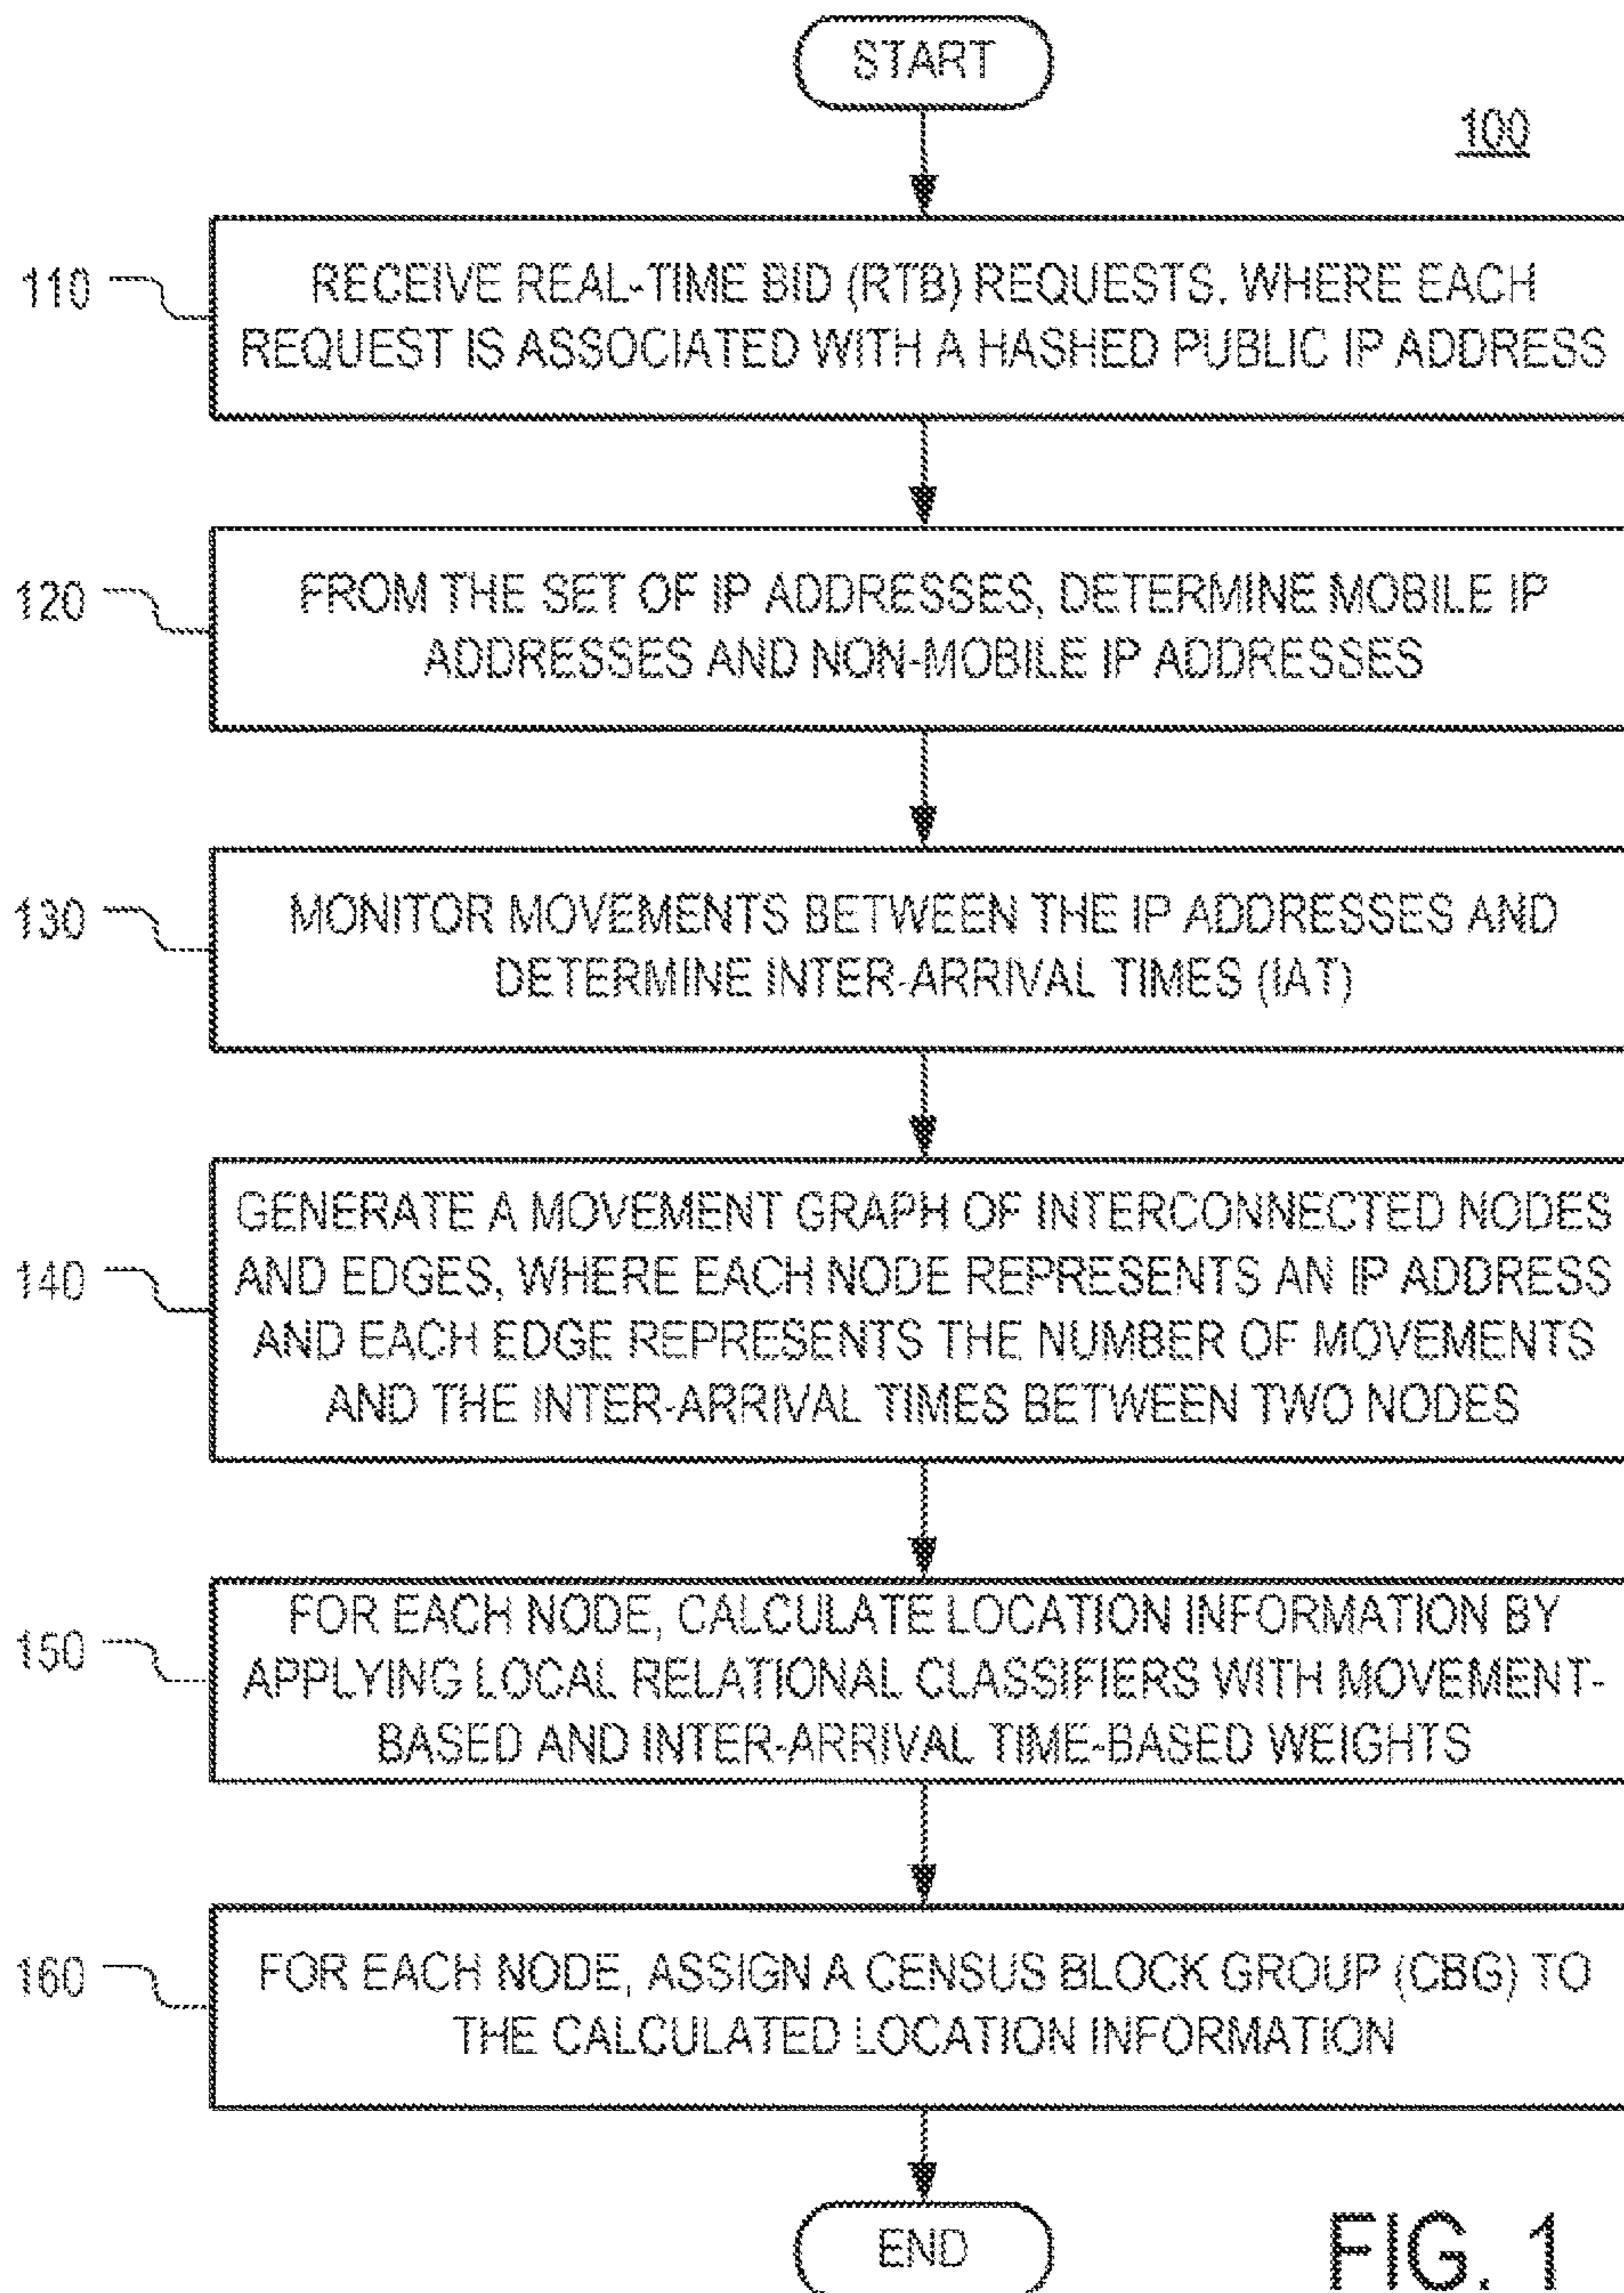 START
100
110
RECEIVE REAL-TIME BID (RTB) REQUESTS, WHERE EACH
REQUEST IS ASSOCIATED WITH A HASHED PUBLIC IP ADDRESS
120
FROM THE SET OF IP ADDRESSES, DETERMINE MOBILE IP
ADDRESSES AND NON-MOBILE IP ADDRESSES
130
MONITOR MOVEMENTS BETWEEN THE IP ADDRESSES AND
DETERMINE INTER-ARRIVAL TIMES (IAT)
140
GENERATE A MOVEMENT GRAPH OF INTERCONNECTED NODES
AND EDGES, WHERE EACH NODE REPRESENTS AN IP ADDRESS
AND EACH EDGE REPRESENTS THE NUMBER OF MOVEMENTS
AND THE INTER-ARRIVAL TIMES BETWEEN TWO NODES
150
FOR EACH NODE, CALCULATE LOCATION INFORMATION BY
APPLYING LOCAL RELATIONAL CLASSIFIERS WITH MOVEMENT-
BASED AND INTER-ARRIVAL TIME-BASED WEIGHTS
160
FOR EACH NODE, ASSIGN A CENSUS BLOCK GROUP (CBG) TO
THE CALCULATED LOCATION INFORMATION
END
FIG. 1